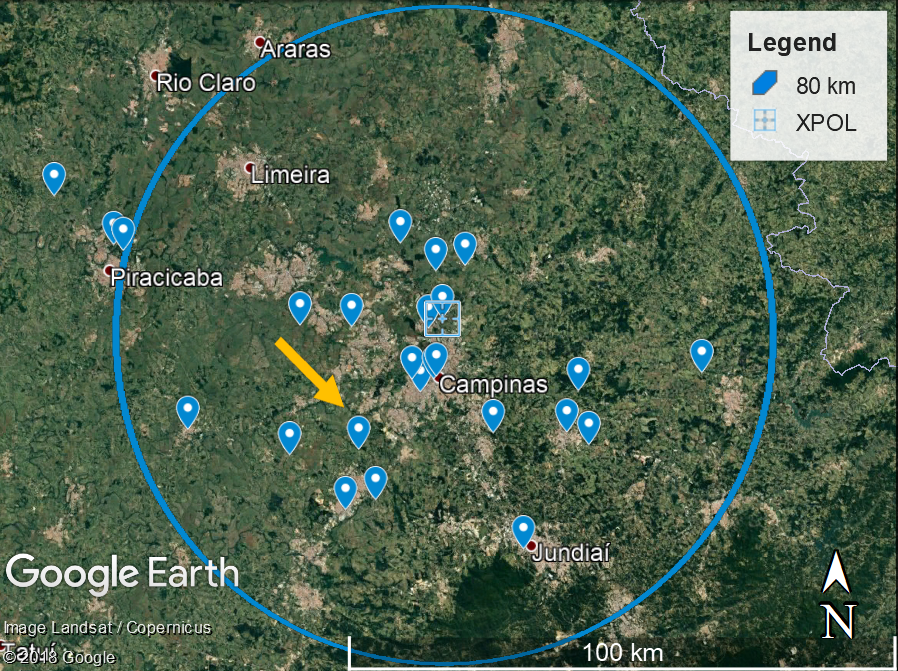 Araras
Rio Claro
Limeira
Piracicaba
Campinas
Jundiaí
Legend
80 km
XPOL
Google Earth
Image Landsat / Copernicus
Tatuí
© 2018 Google
100 km
N